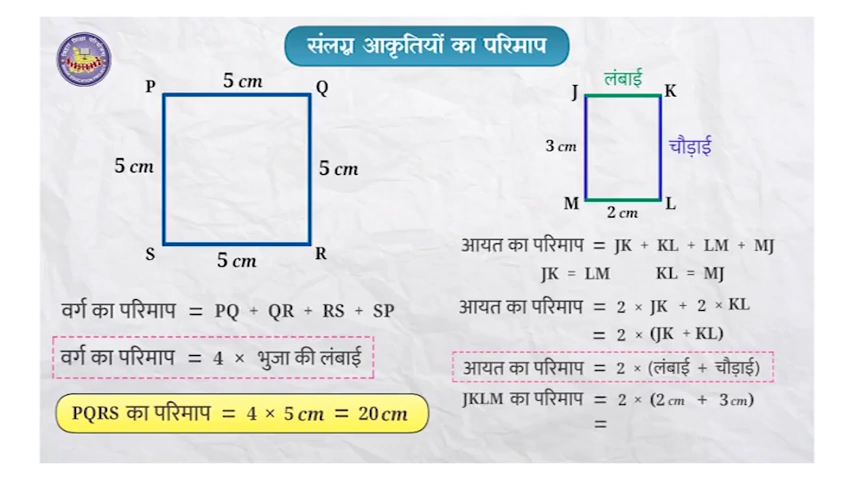 संलग्न आकृतियों का परिमाप
P 5 cm Q
5 cm 5 cm
S 5 cm R
वर्ग का परिमाप = PQ + QR + RS + SP
वर्ग का परिमाप = 4 × भुजा की लंबाई
PQRS का परिमाप = 4 × 5 cm = 20 cm
J लंबाई K
3 cm चौड़ाई
M 2 cm L
आयत का परिमाप = JK + KL + LM + MJ
JK = LM KL = MJ
आयत का परिमाप = 2 × JK + 2 × KL
= 2 × (JK + KL)
आयत का परिमाप = 2 × (लंबाई + चौड़ाई)
JKLM का परिमाप = 2 × (2 cm + 3 cm)
=